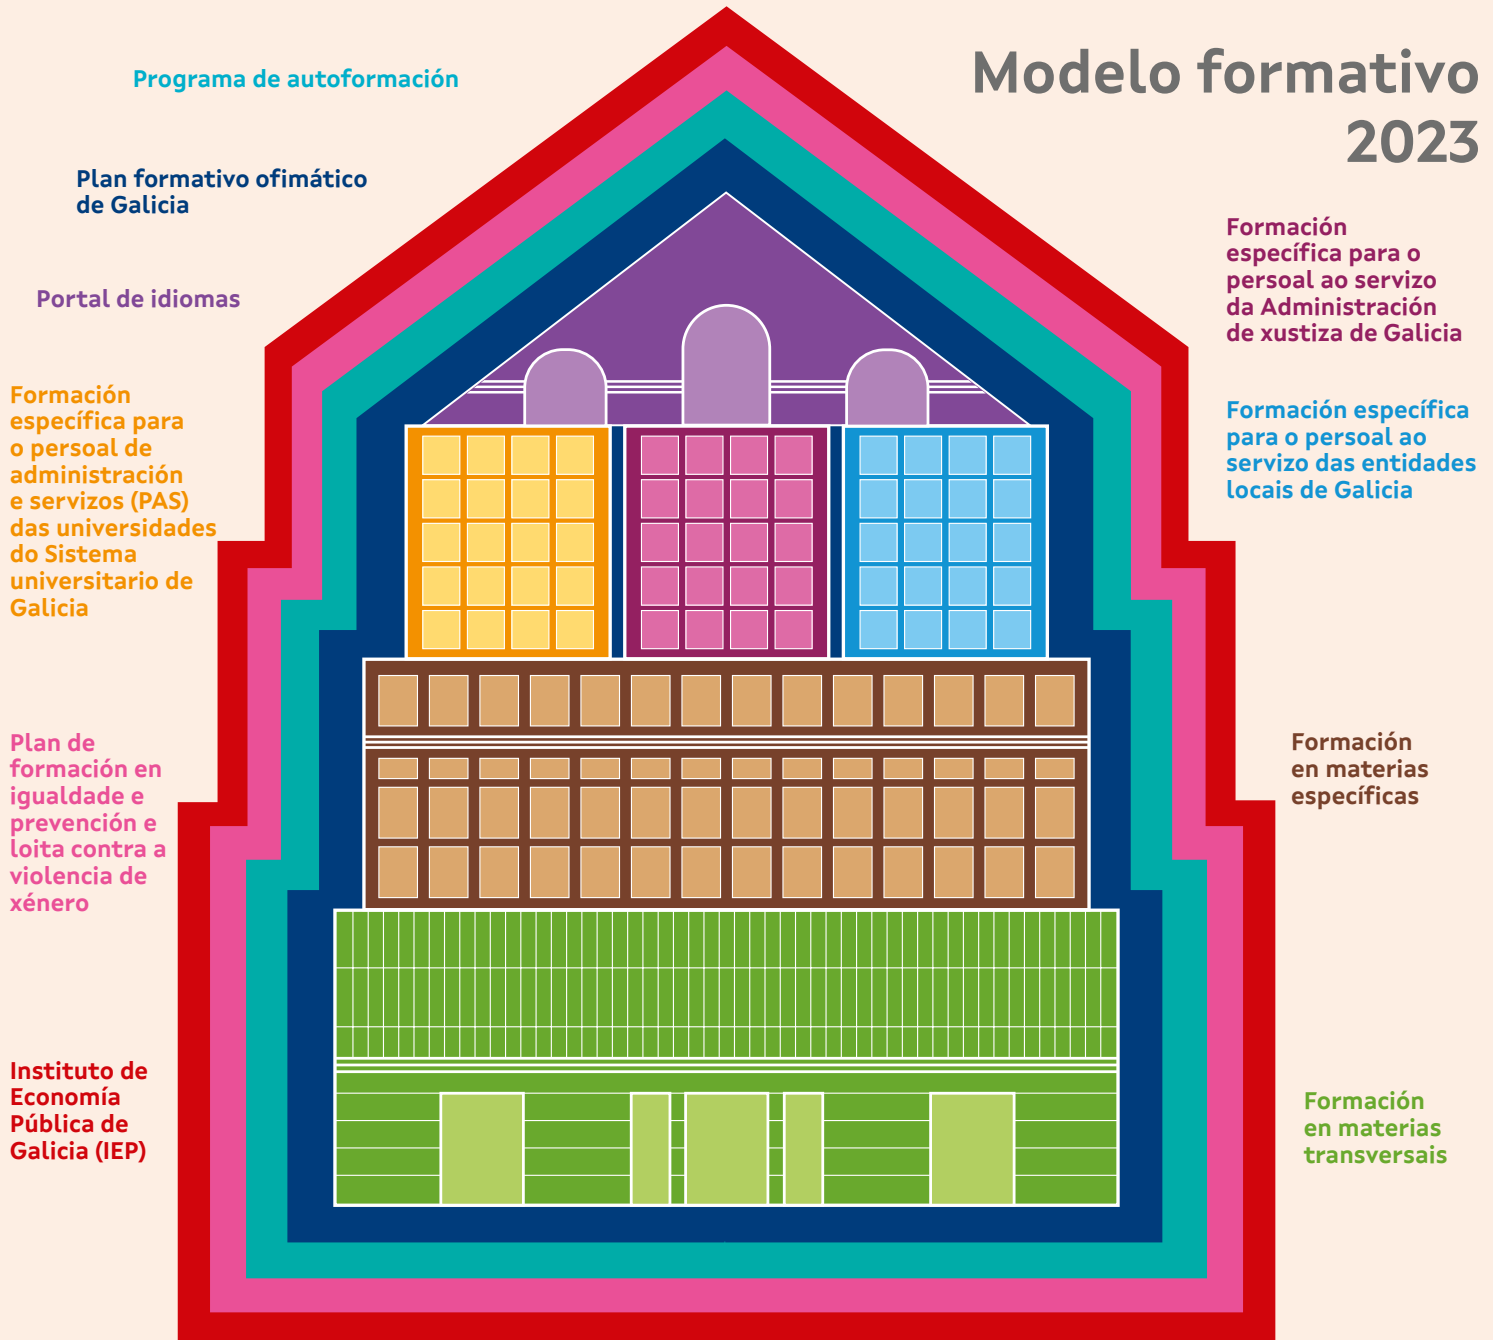 Modelo formativo
2023
Programa de autoformación
Plan formativo ofimático
de Galicia
Portal de idiomas
Formación
específica para
o persoal de
administración
e servizos (PAS)
das universidades
do Sistema
universitario de
Galicia
Plan de
formación en
igualdade e
prevención e
loita contra a
violencia de
xénero
Instituto de
Economía
Pública de
Galicia (IEP)
Formación
específica para o
persoal ao servizo
da Administración
de xustiza de Galicia
Formación específica
para o persoal ao
servizo das entidades
locais de Galicia
Formación
en materias
específicas
Formación
en materias
transversais